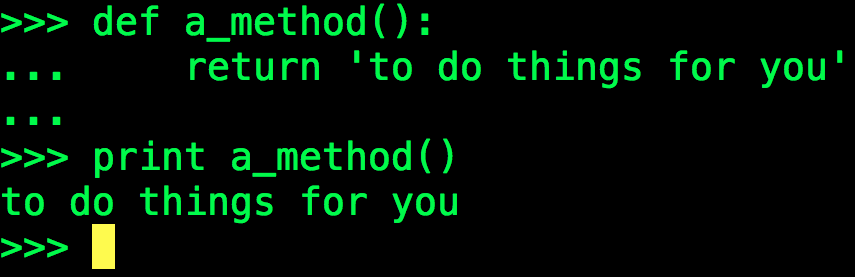 >>> def a_method():
...     return 'to do things for you'
...
>>> print a_method()
to do things for you
>>>